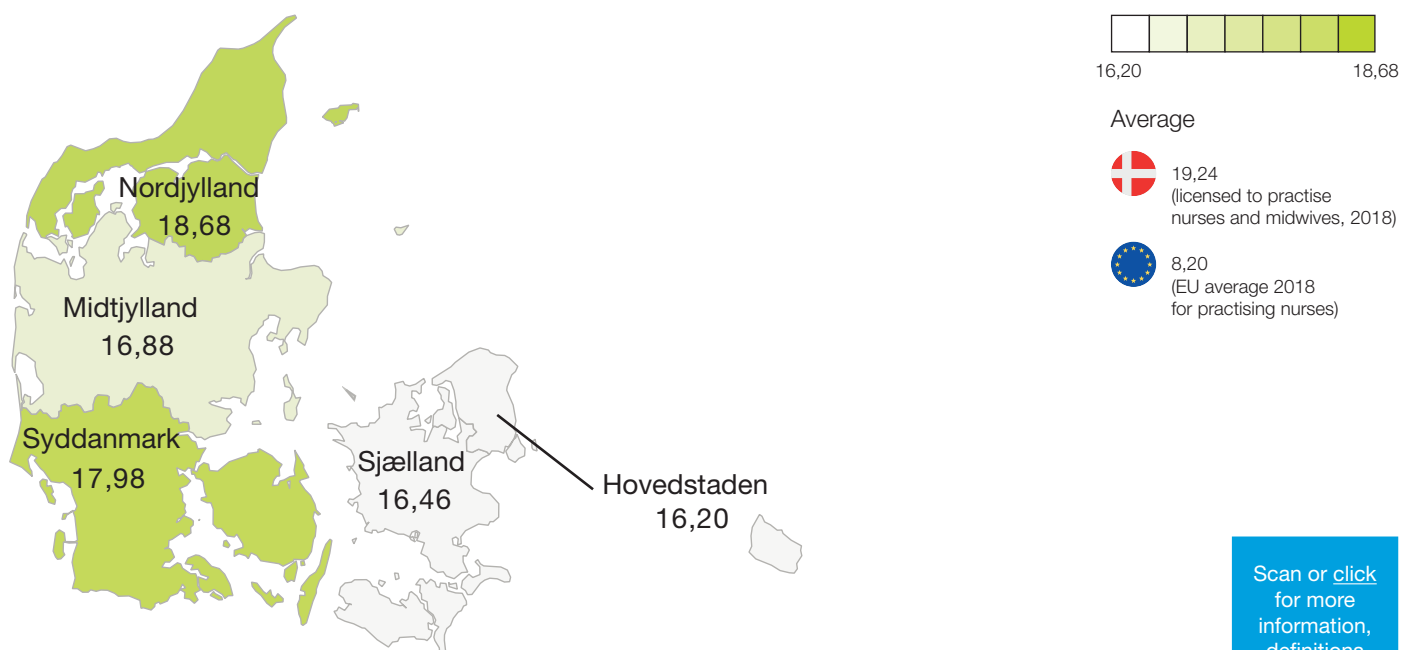 16,20
18,68
Average
19,24
(licensed to practise
nurses and midwives, 2018)
8,20
(EU average 2018
for practising nurses)
Nordjylland
18,68
Midtjylland
16,88
Syddanmark
17,98
Sjælland
16,46
Hovedstaden
16,20
Scan or click
for more
information,
definitions